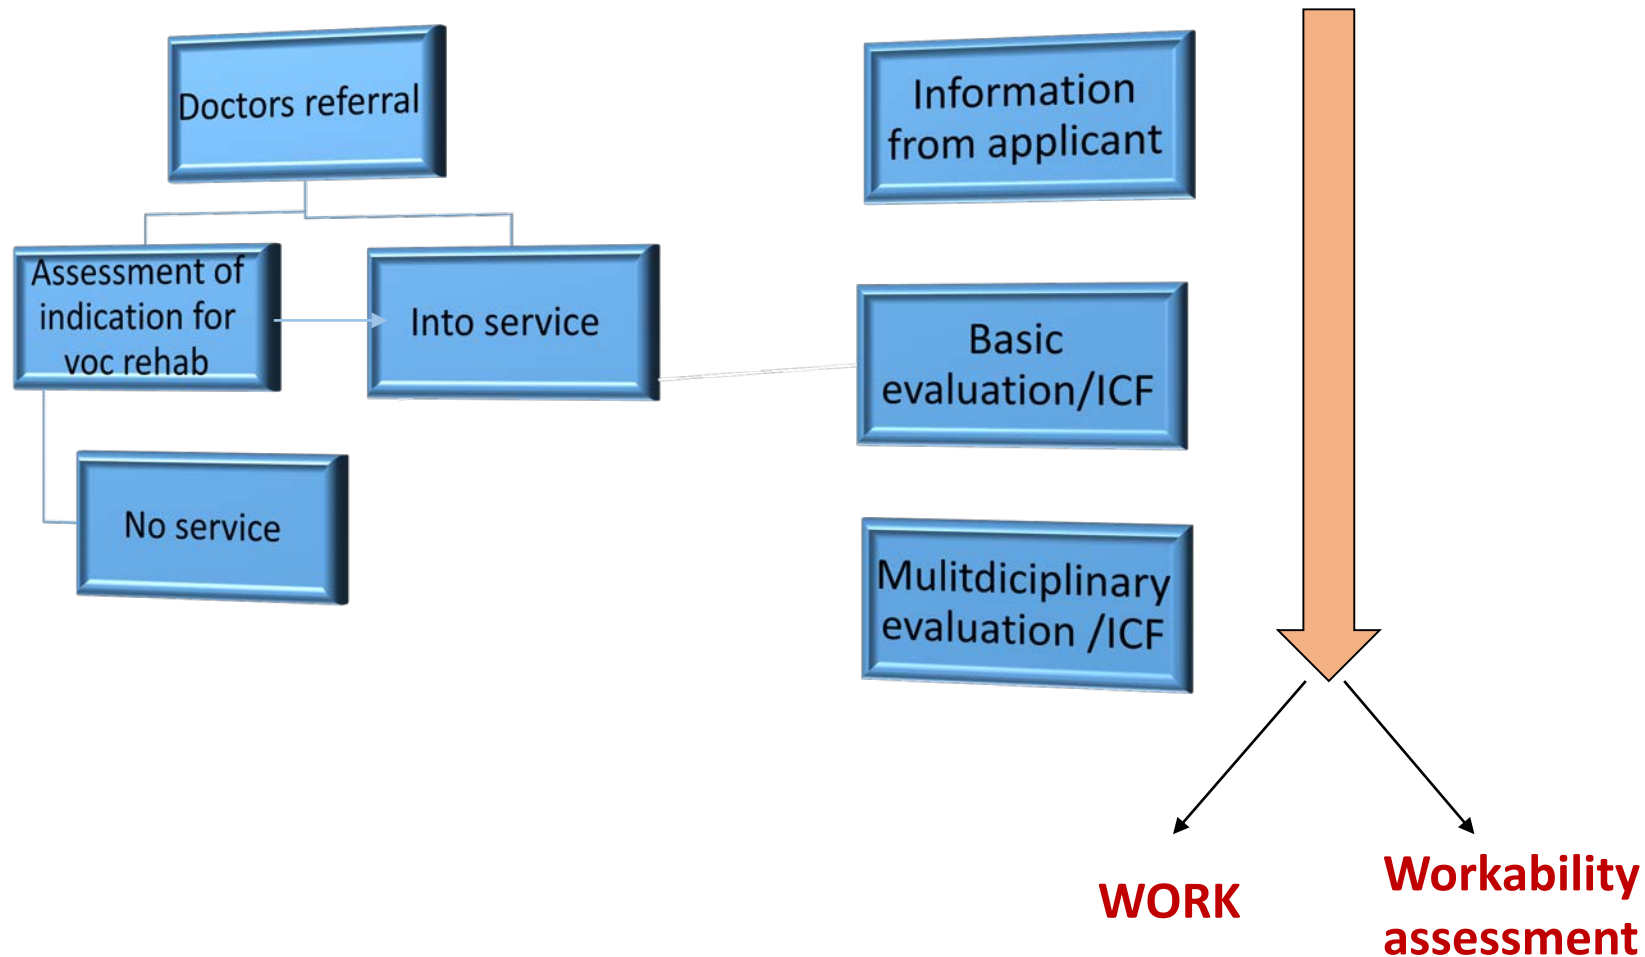 Doctors referral
Assessment of
indication for
voc rehab
Into service
No service
Information
from applicant
Basic
evaluation/ICF
Mulitdiciplinary
evaluation /ICF
WORK
Workability
assessment